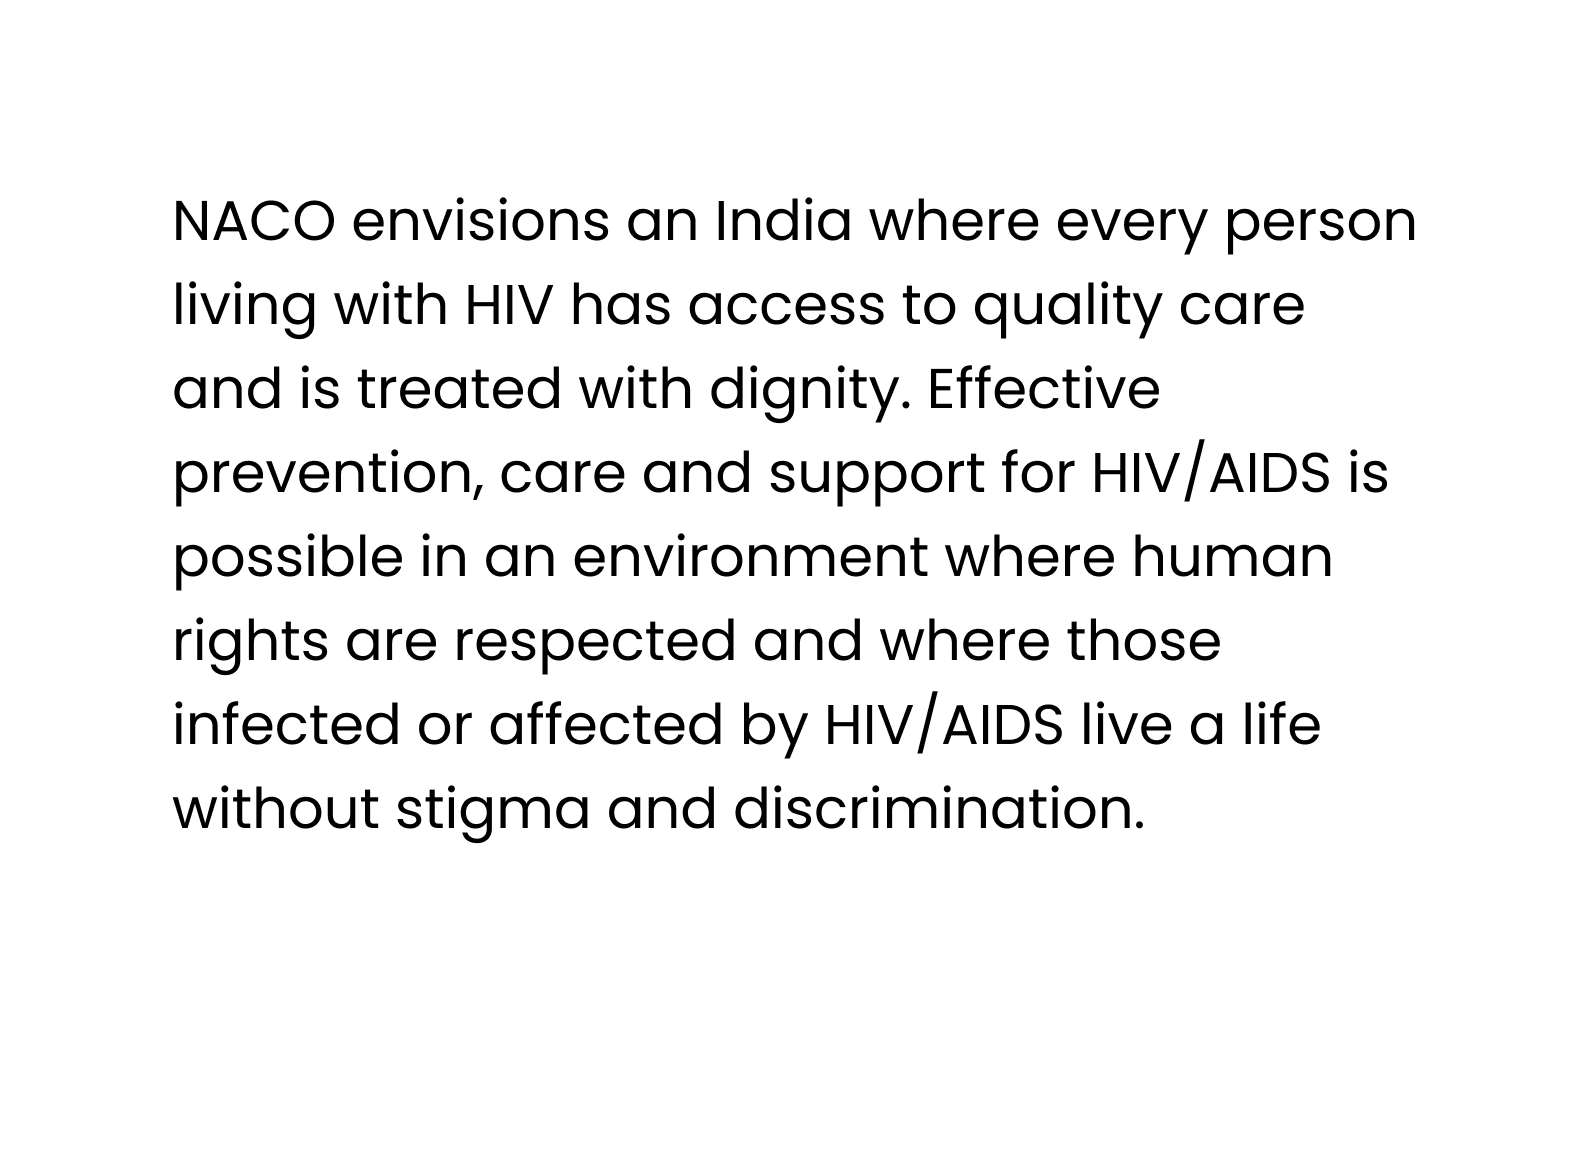 NACO envisions an India where every person
living with HIV has access to quality care
and is treated with dignity. Effective
prevention, care and support for HIV/AIDS is
possible in an environment where human
rights are respected and where those
infected or affected by HIV/AIDS live a life
without stigma and discrimination.